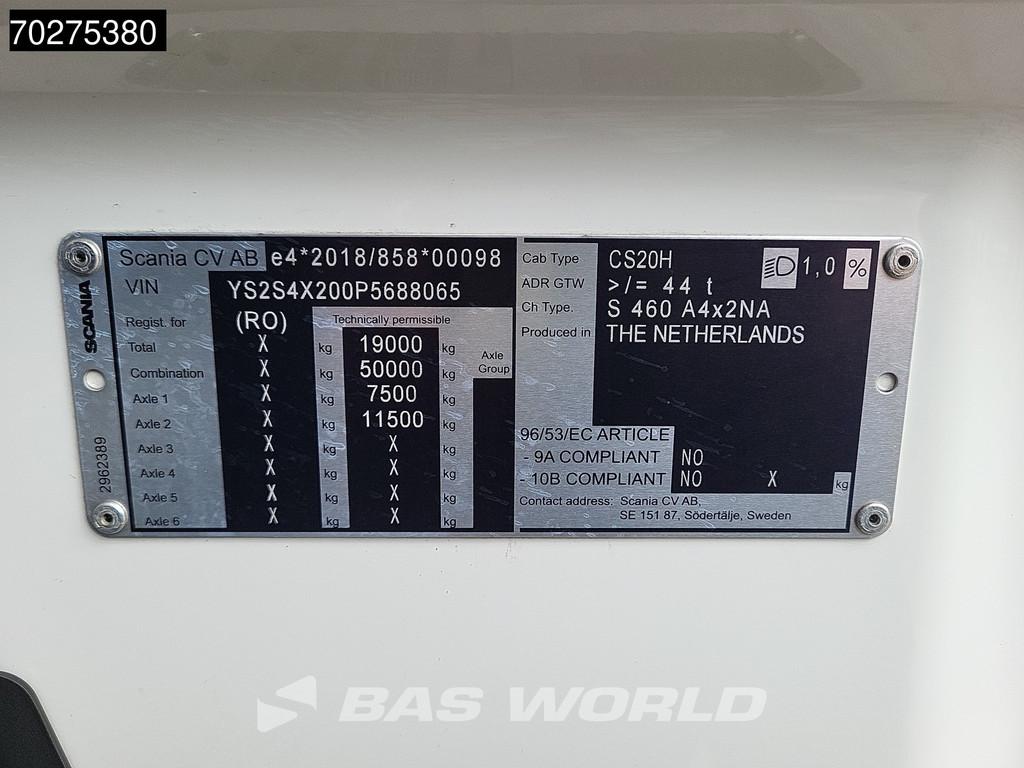 70275380
SCANIA
2962389
Scania CV AB e4*2018/858*00098
VIN YS2S4X200P5688065
Regist. for (RO) Technically permissible
Total X kg 19000 kg Axle Group
Combination X kg 50000 kg
Axle 1 X kg 7500 kg
Axle 2 X kg 11500 kg
Axle 3 X kg X kg
Axle 4 X kg X kg
Axle 5 X kg X kg
Axle 6 X kg X kg
Cab Type CS20H 1,0 %
ADR GTW >/= 44 t
Ch Type. S 460 A4x2NA
Produced in THE NETHERLANDS
96/53/EC ARTICLE
- 9A COMPLIANT NO
- 10B COMPLIANT NO X kg
Contact address: Scania CV AB,
SE 151 87, Södertälje, Sweden
BAS WORLD